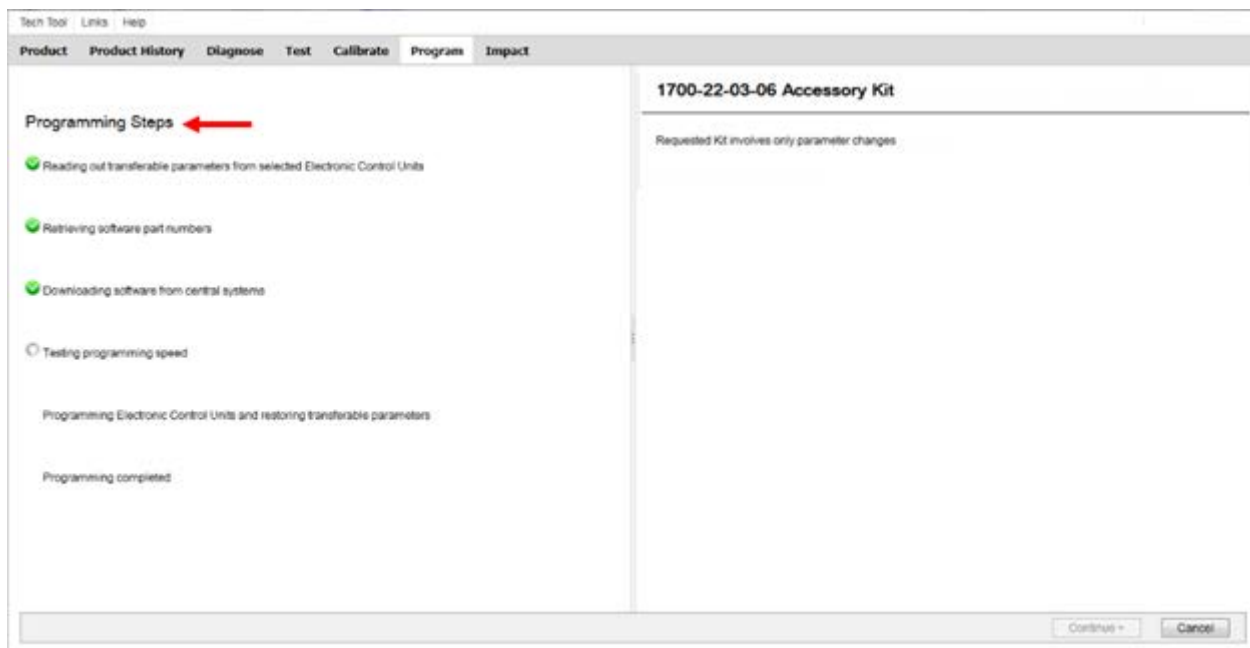 Tech Tool Links Help
Product Product History Diagnose Test Calibrate Program Impact
Programming Steps
Reading out transferable parameters from selected Electronic Control Units
Retrieving software part numbers
Downloading software from central systems
Testing programming speed
Programming Electronic Control Units and restoring transferable parameters
Programming completed
1700-22-03-06 Accessory Kit
Requested Kit involves only parameter changes
Continue
Cancel